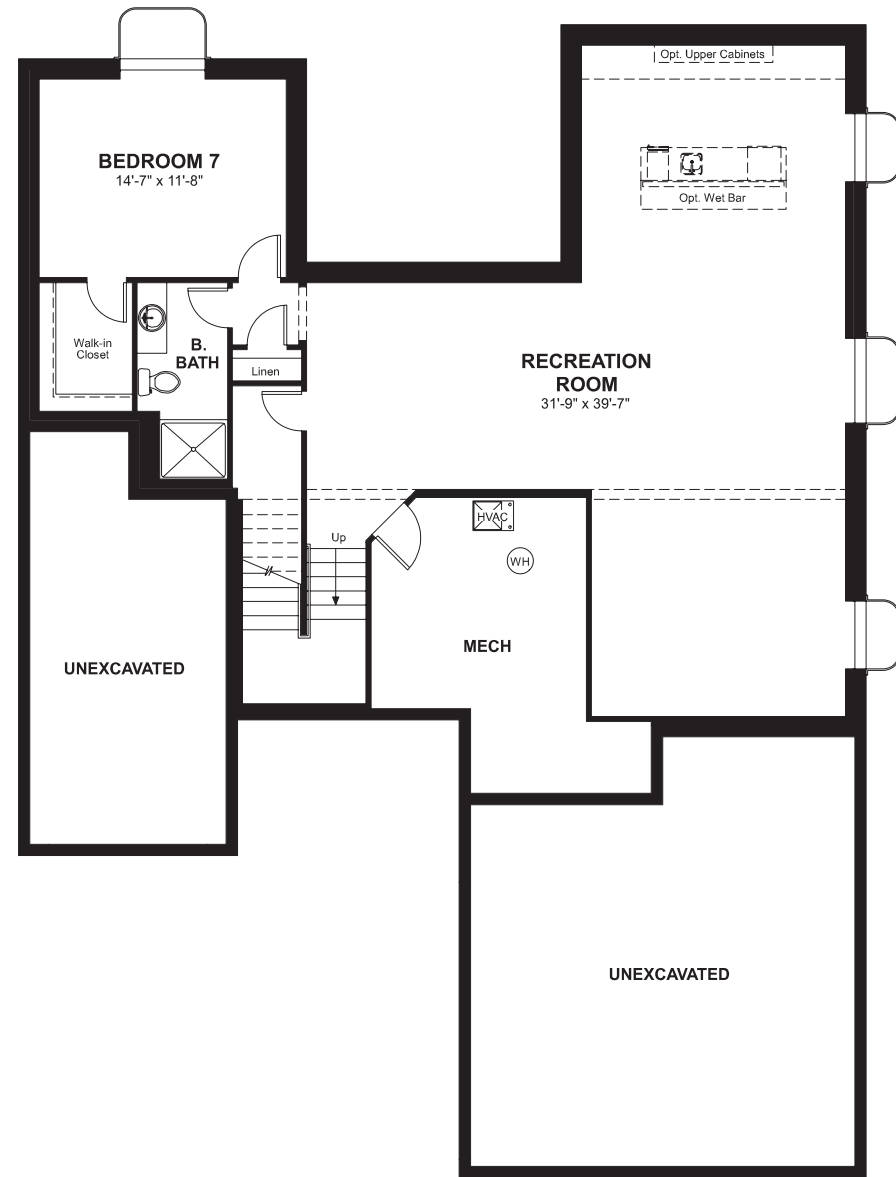 Opt. Upper Cabinets
BEDROOM 7
14'-7" x 11'-8"
Opt. Wet Bar
Walk-in
Closet
B.
BATH
Linen
RECREATION
ROOM
31'-9" x 39'-7"
Up
HVAC
WH
MECH
UNEXCAVATED
UNEXCAVATED